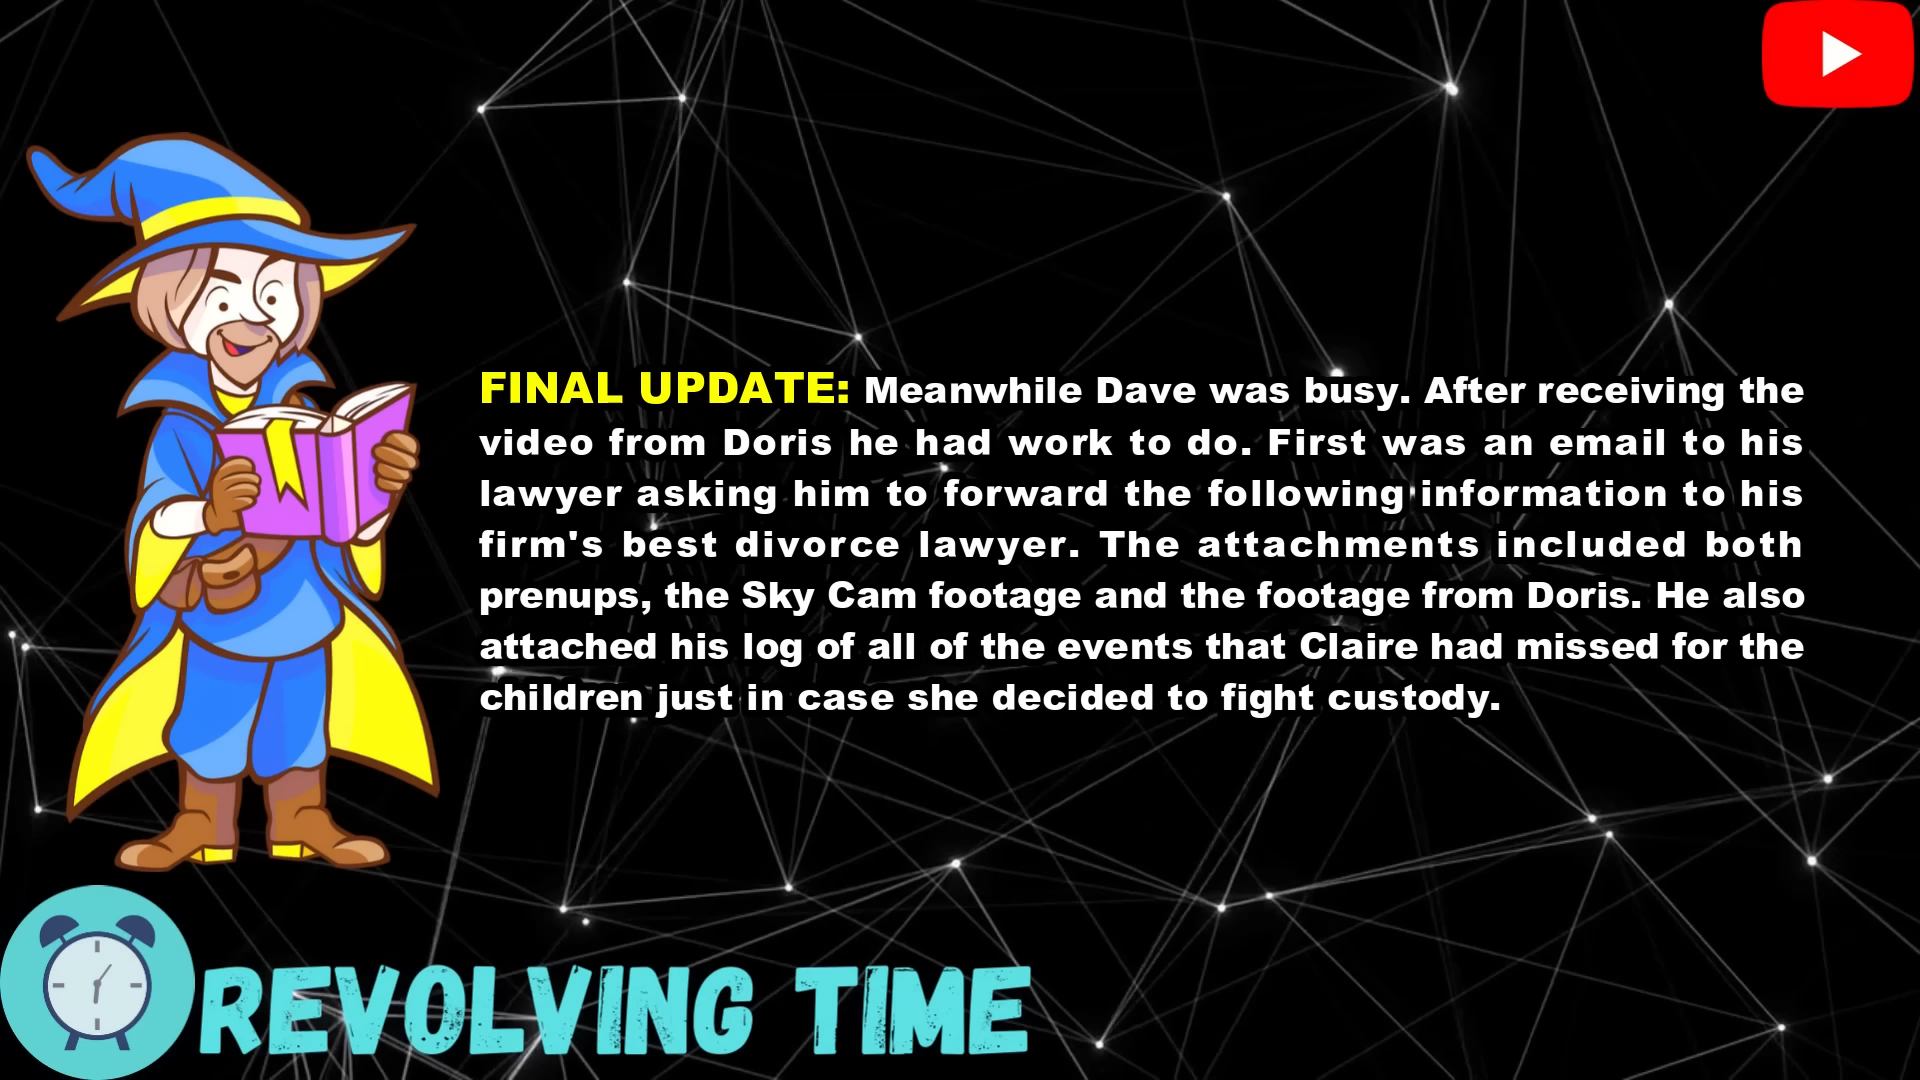 FINAL UPDATE: Meanwhile Dave was busy. After receiving the
video from Doris he had work to do. First was an email to his
lawyer asking him to forward the following information to his
firm's best divorce lawyer. The attachments included both
prenups, the Sky Cam footage and the footage from Doris. He also
attached his log of all of the events that Claire had missed for the
children just in case she decided to fight custody.
REVOLVING TIME